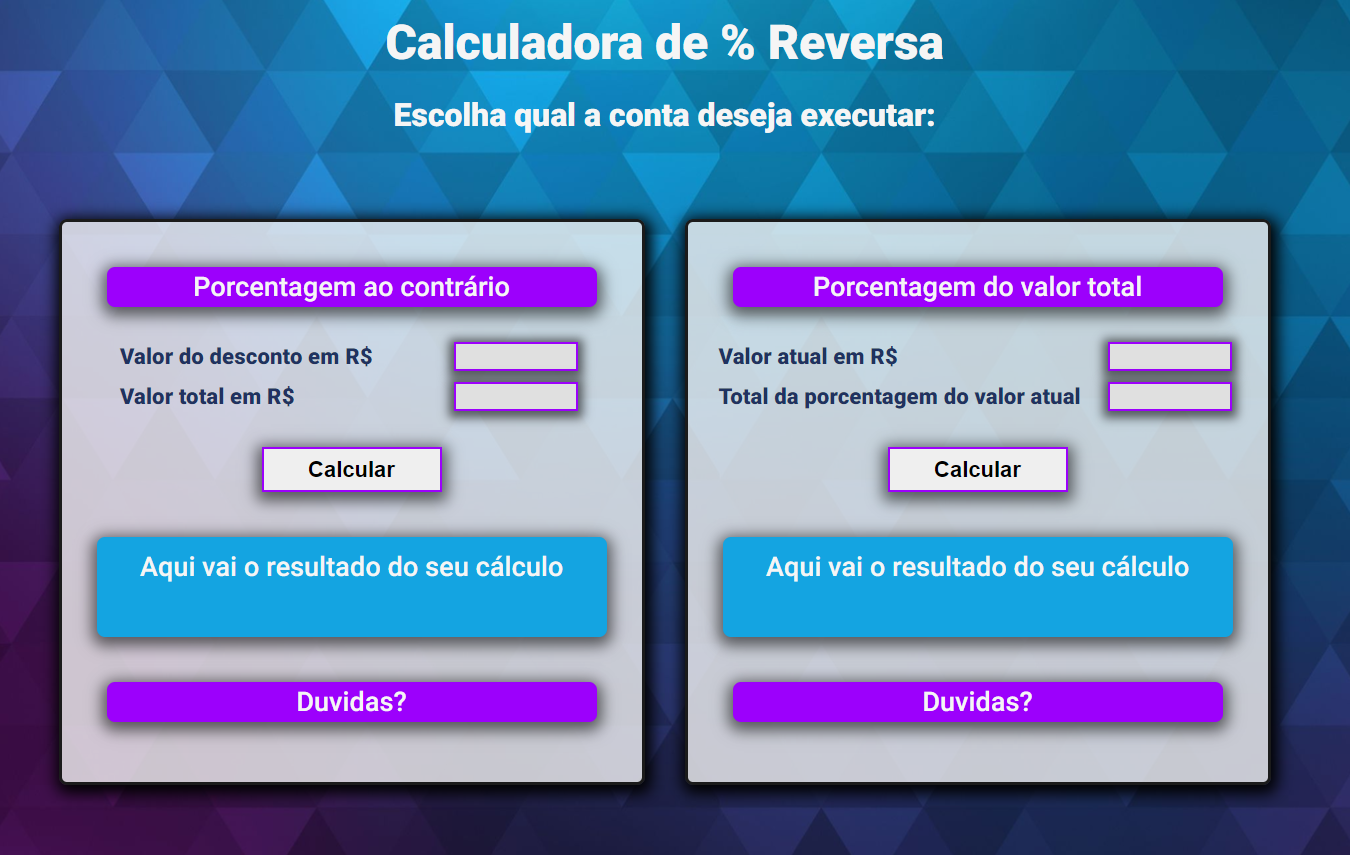 Calculadora de % Reversa
Escolha qual a conta deseja executar:
Porcentagem ao contrário
Valor do desconto em R$
Valor total em R$
Calcular
Aqui vai o resultado do seu cálculo
Duvidas?
Porcentagem do valor total
Valor atual em R$
Total da porcentagem do valor atual
Calcular
Aqui vai o resultado do seu cálculo
Duvidas?